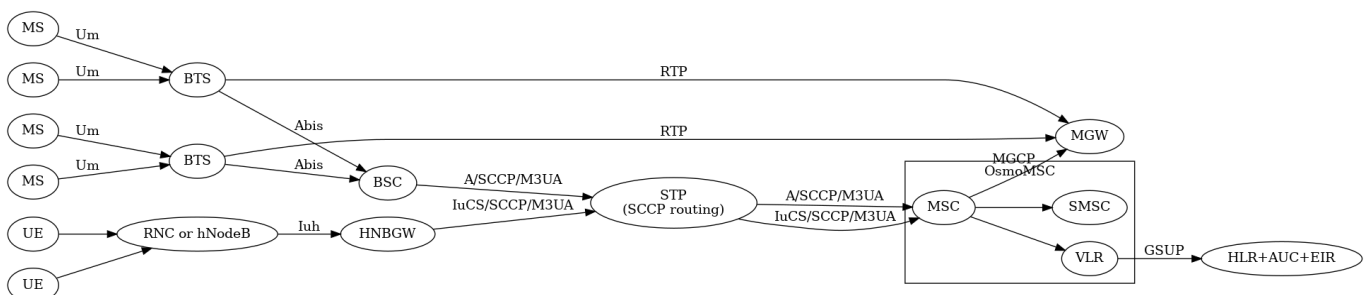 MS
Um
MS
Um
BTS
RTP
MS
Um
Abis
RTP
MGW
MS
Um
BTS
Abis
BSC
A/SCCP/M3UA
IuCS/SCCP/M3UA
STP
(SCCP routing)
A/SCCP/M3UA
IuCS/SCCP/M3UA
MGCP
OsmoMSC
MSC
SMSC
UE
RNC or hNodeB
Iuh
HNBGW
VLR
GSUP
HLR+AUC+EIR
UE